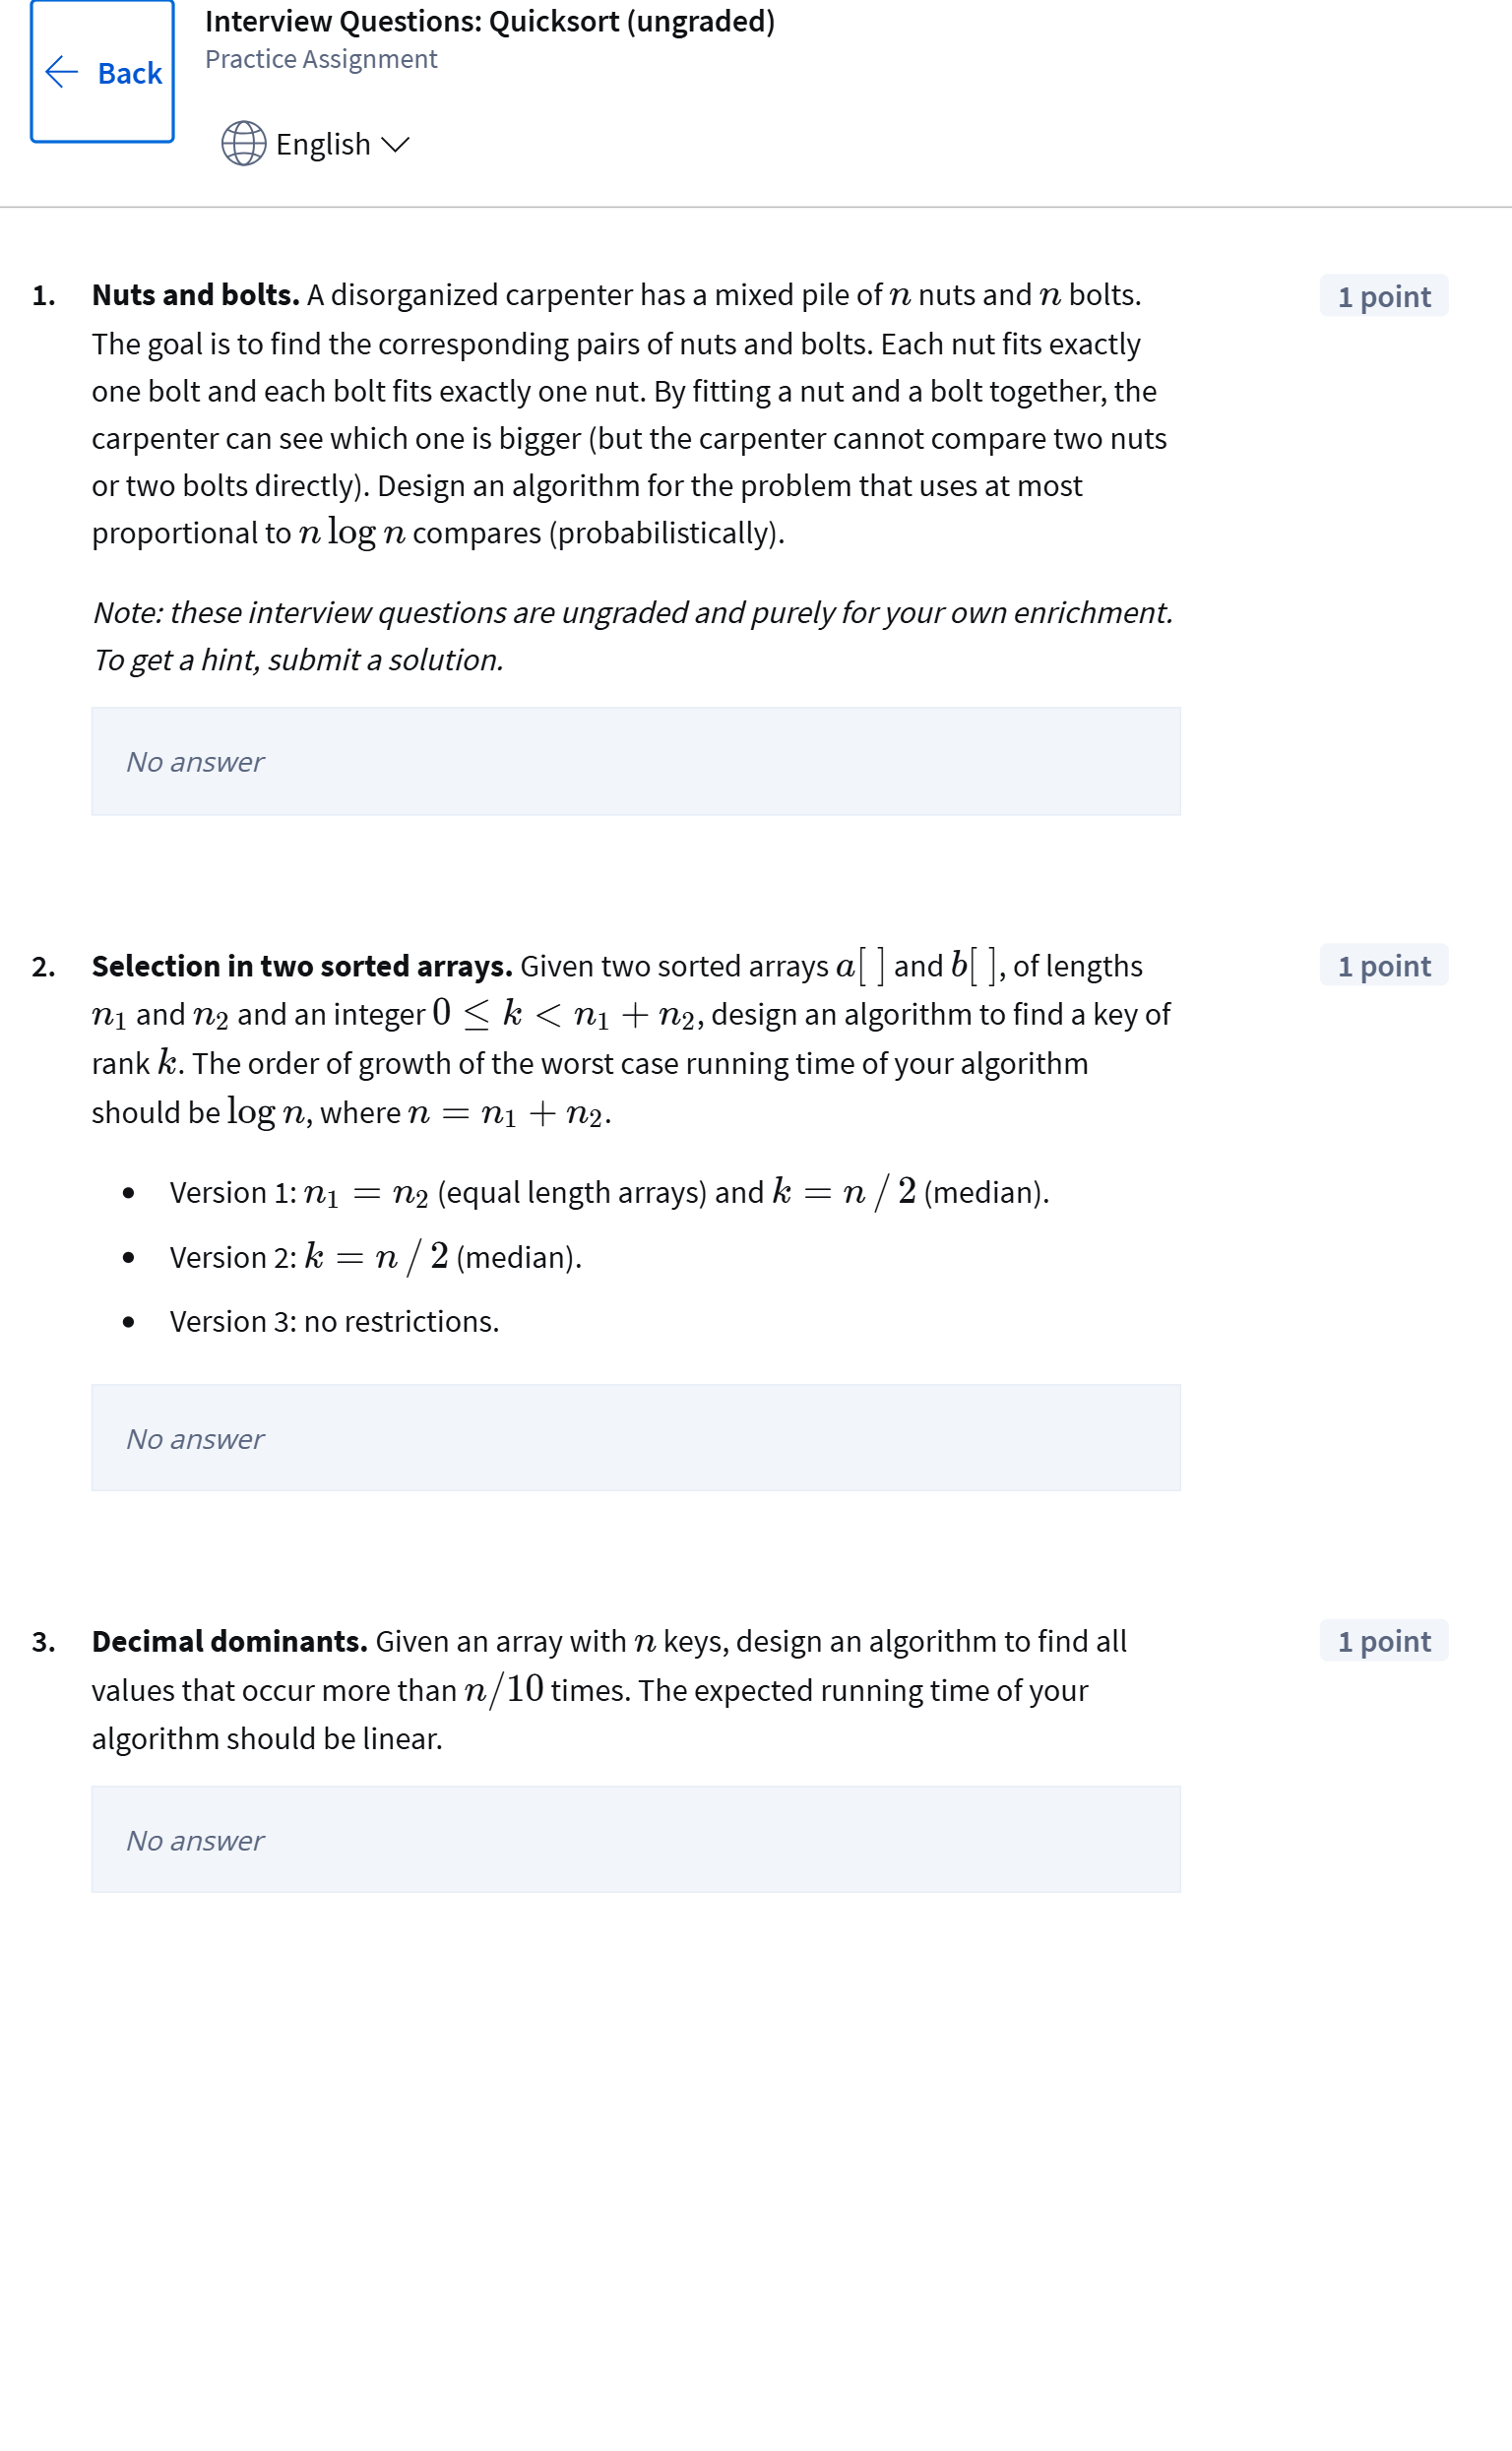 Interview Questions: Quicksort (ungraded)
Practice Assignment
Back
English
1. Nuts and bolts. A disorganized carpenter has a mixed pile of n nuts and n bolts. 1 point
The goal is to find the corresponding pairs of nuts and bolts. Each nut fits exactly
one bolt and each bolt fits exactly one nut. By fitting a nut and a bolt together, the
carpenter can see which one is bigger (but the carpenter cannot compare two nuts
or two bolts directly). Design an algorithm for the problem that uses at most
proportional to n log n compares (probabilistically).
Note: these interview questions are ungraded and purely for your own enrichment.
To get a hint, submit a solution.
No answer
2. Selection in two sorted arrays. Given two sorted arrays a[ ] and b[ ], of lengths 1 point
n₁ and n₂ and an integer 0 ≤ k < n₁ + n₂, design an algorithm to find a key of
rank k. The order of growth of the worst case running time of your algorithm
should be log n, where n = n₁ + n₂.
• Version 1: n₁ = n₂ (equal length arrays) and k = n / 2 (median).
• Version 2: k = n / 2 (median).
• Version 3: no restrictions.
No answer
3. Decimal dominants. Given an array with n keys, design an algorithm to find all 1 point
values that occur more than n/10 times. The expected running time of your
algorithm should be linear.
No answer